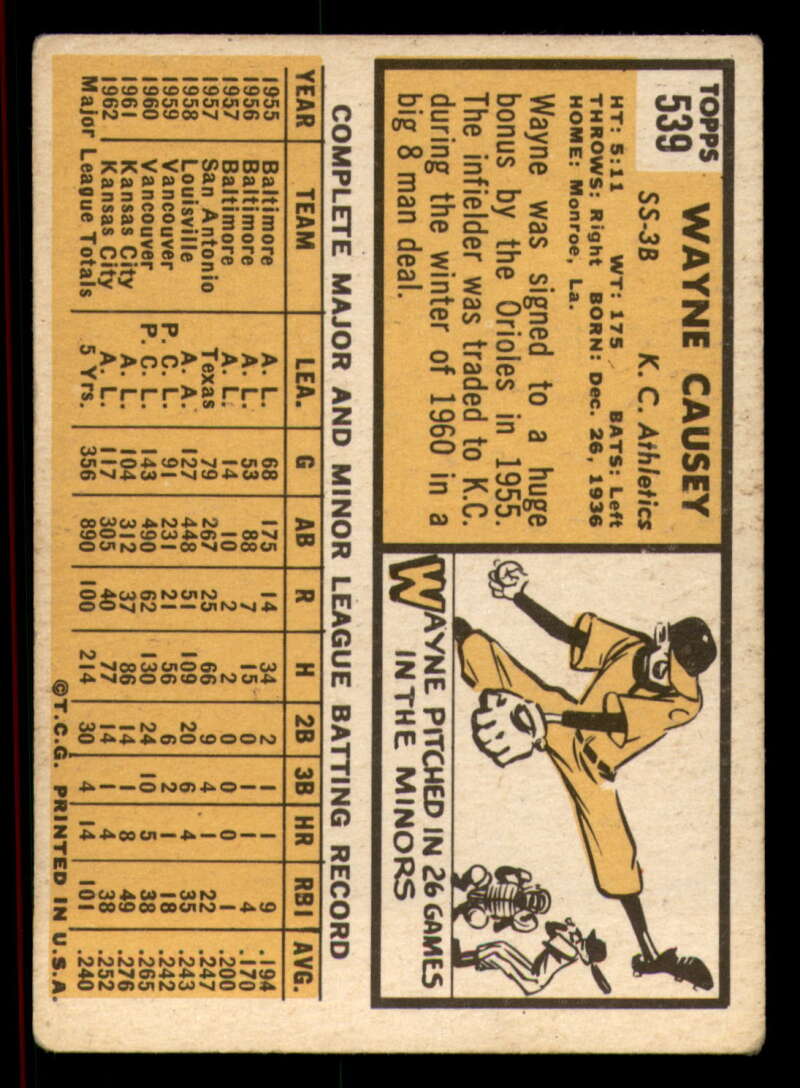 TOPPS
539
WAYNE CAUSEY
SS-3B K. C. Athletics
HT: 5:11 WT: 175 BATS: Left
THROWS: Right BORN: Dec. 26, 1936
HOME: Monroe, La.
Wayne was signed to a huge
bonus by the Orioles in 1955.
The infielder was traded to K.C.
during the winter of 1960 in a
big 8 man deal.
WAYNE PITCHED IN 26 GAMES
IN THE MINORS
COMPLETE MAJOR AND MINOR LEAGUE BATTING RECORD
YEAR TEAM LEA. G AB R H 2B 3B HR RBI AVG.
1955 Baltimore A. L. 68 175 14 34 2 1 1 9 .194
1956 Baltimore A. L. 53 88 7 15 0 1 1 4 .170
1957 Baltimore A. L. 14 10 2 2 0 0 0 1 .200
1957 San Antonio Texas 79 267 25 66 9 4 1 22 .247
1958 Louisville A. A. 127 448 51 109 20 6 4 35 .243
1959 Vancouver P. C. L. 91 231 21 56 6 2 1 18 .242
1960 Vancouver P. C. L. 143 490 62 130 24 10 5 38 .265
1961 Kansas City A. L. 104 312 37 86 14 1 8 49 .276
1962 Kansas City A. L. 117 305 40 77 14 1 4 38 .252
Major League Totals 5 Yrs. 356 890 100 214 30 4 14 101 .240
©T.C.G. PRINTED IN U.S.A.